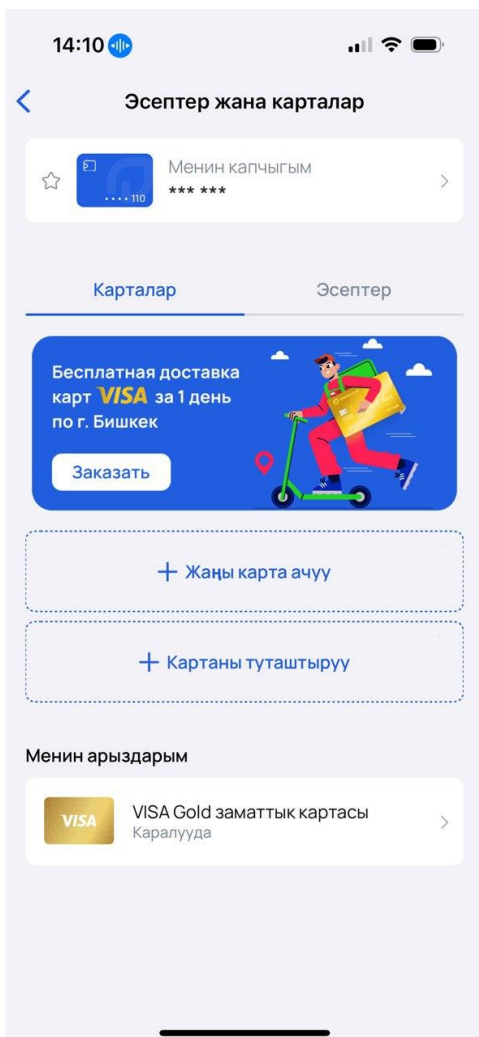 14:10
Эсептер жана карталар
Менин капчыгым
•••• 110
*** ***
Карталар
Эсептер
Бесплатная доставка
карт VISA за 1 день
по г. Бишкек
Заказать
+ Жаңы карта ачуу
+ Картаны туташтыруу
Менин арыздарым
VISA
VISA Gold заматтык картасы
Каралууда